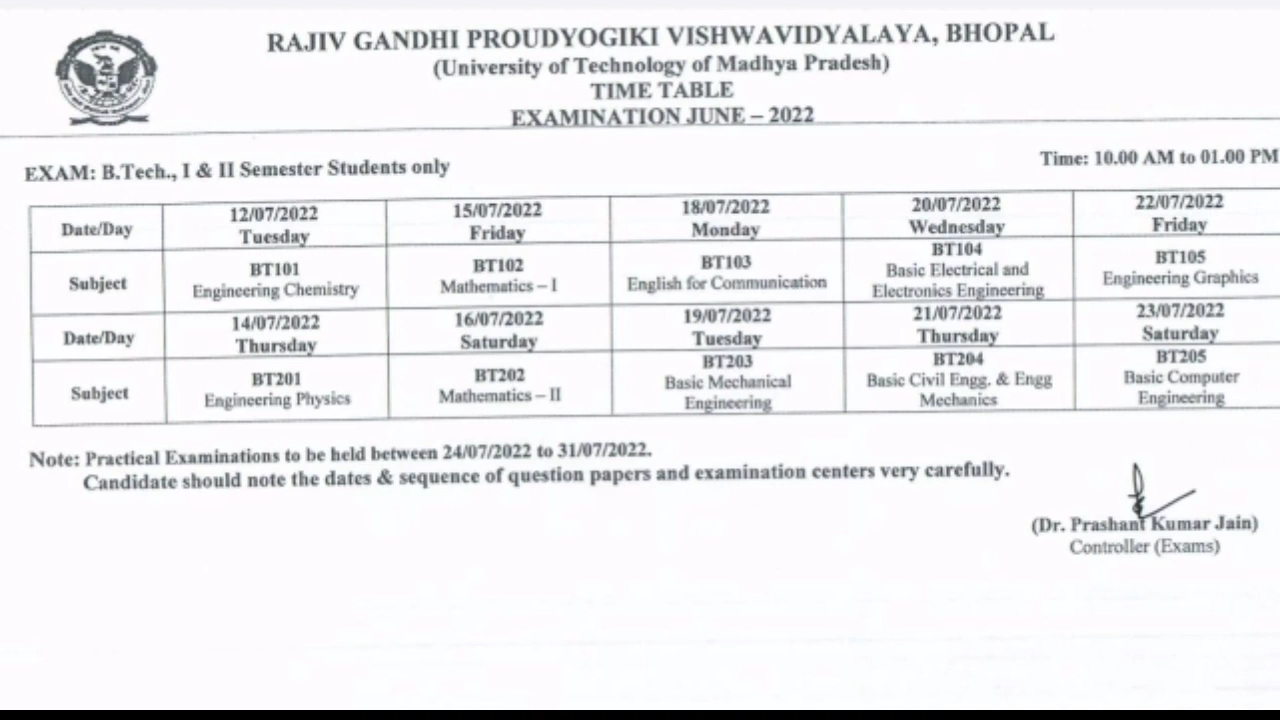 RAJIV GANDHI PROUDYOGIKI VISHWAVIDYALAYA, BHOPAL
(University of Technology of Madhya Pradesh)
TIME TABLE
EXAMINATION JUNE – 2022
EXAM: B.Tech., I & II Semester Students only
Time: 10.00 AM to 01.00 PM
Date/Day
12/07/2022
Tuesday
15/07/2022
Friday
18/07/2022
Monday
20/07/2022
Wednesday
22/07/2022
Friday
Subject
BT101
Engineering Chemistry
BT102
Mathematics – I
BT103
English for Communication
BT104
Basic Electrical and
Electronics Engineering
BT105
Engineering Graphics
Date/Day
14/07/2022
Thursday
16/07/2022
Saturday
19/07/2022
Tuesday
21/07/2022
Thursday
23/07/2022
Saturday
Subject
BT201
Engineering Physics
BT202
Mathematics – II
BT203
Basic Mechanical
Engineering
BT204
Basic Civil Engg. & Engg
Mechanics
BT205
Basic Computer
Engineering
Note: Practical Examinations to be held between 24/07/2022 to 31/07/2022.
Candidate should note the dates & sequence of question papers and examination centers very carefully.
(Dr. Prashant Kumar Jain)
Controller (Exams)